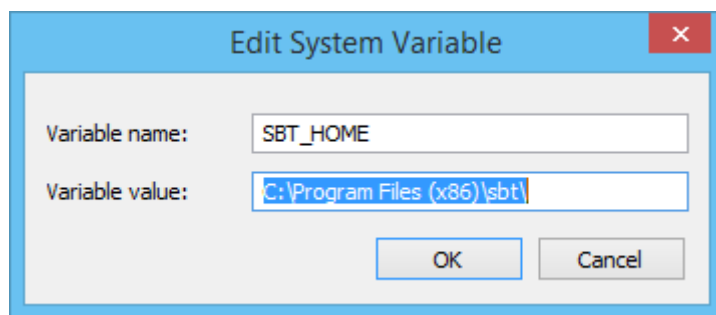 Edit System Variable
Variable name: SBT_HOME
Variable value: C:\Program Files (x86)\sbt\
OK Cancel